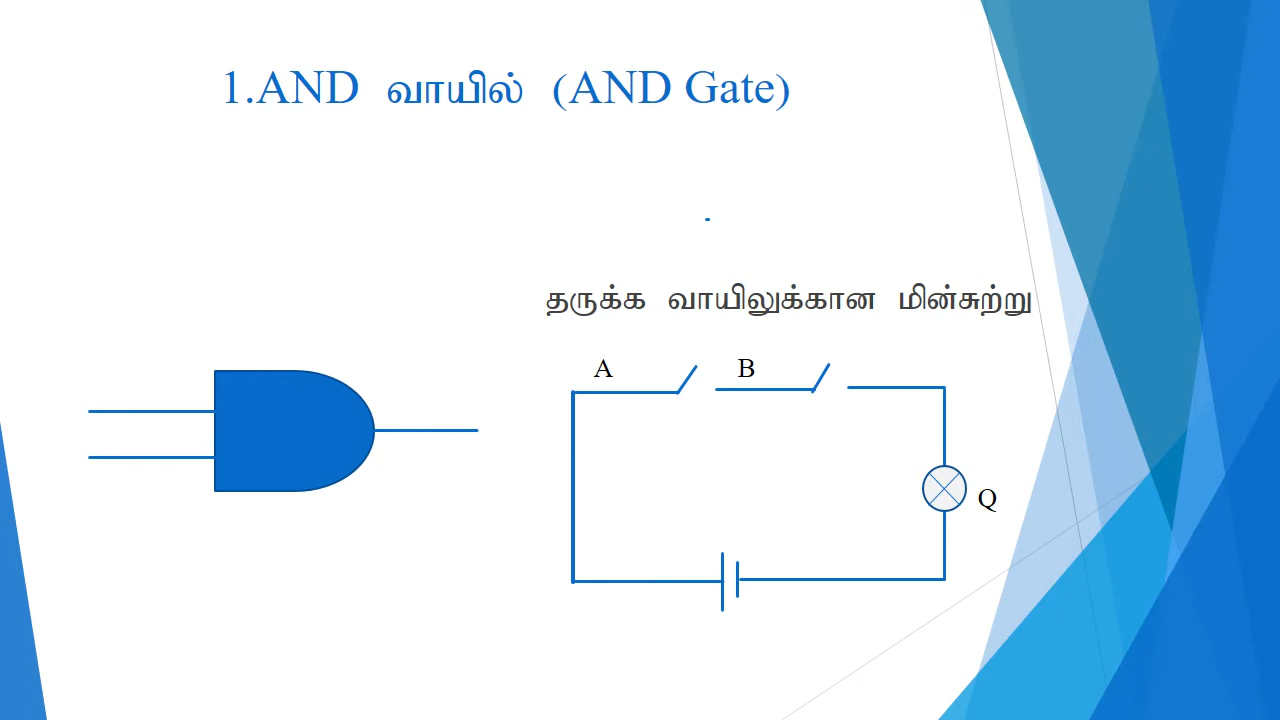 1.AND வாயில் (AND Gate)
தருக்க வாயிலுக்கான மின்சுற்று
A
B
Q